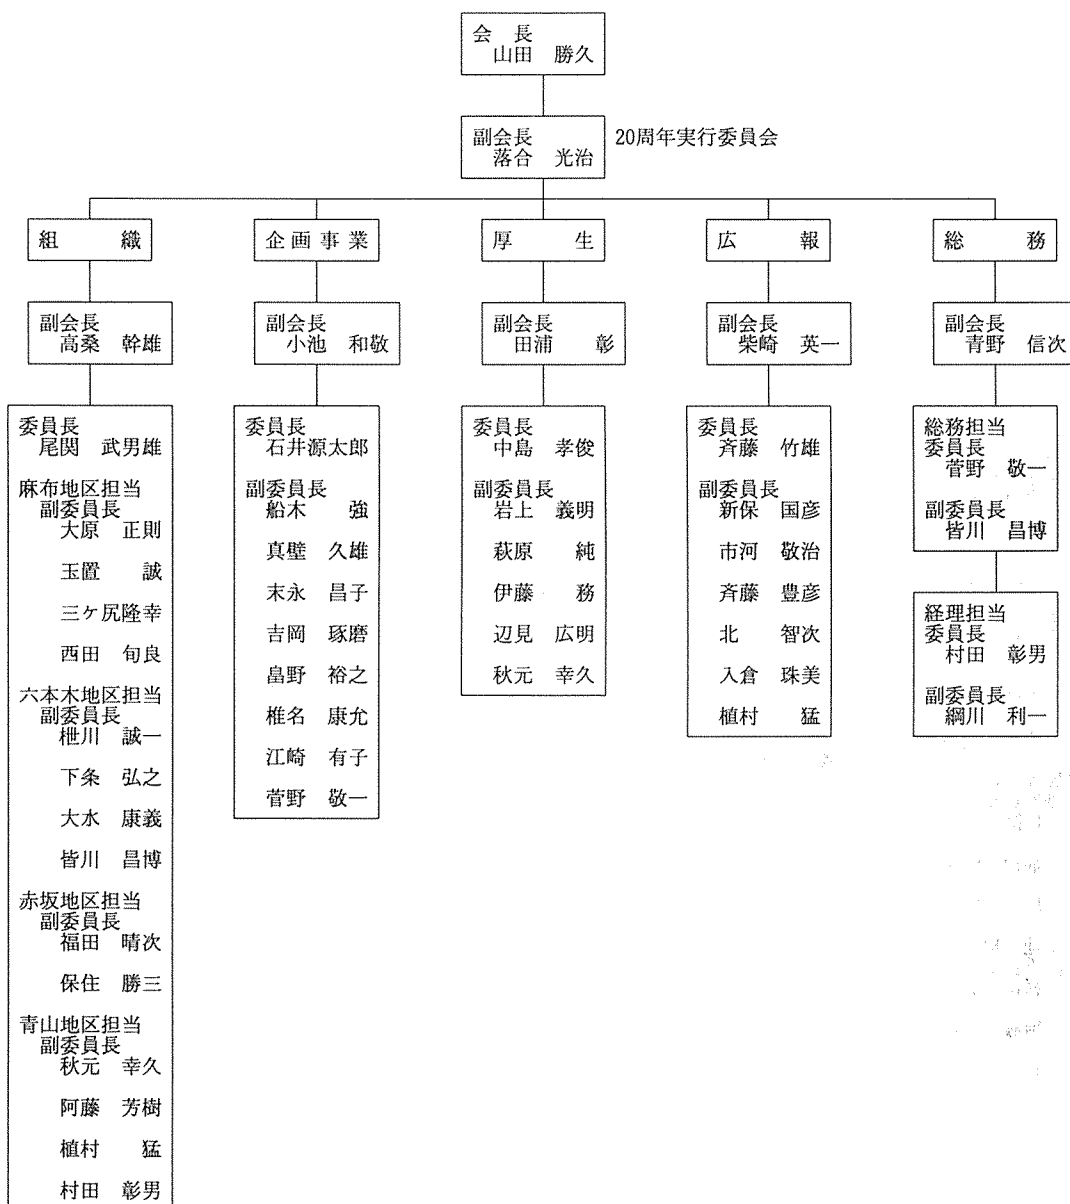 会　長
山田　勝久
副会長
落合　光治
20周年実行委員会
組　織
副会長
高桑　幹雄
委員長
尾関　武男雄
麻布地区担当
副委員長
大原　正則
玉置　誠
三ケ尻隆幸
西田　旬良
六本木地区担当
副委員長
枻川　誠一
下条　弘之
大水　康義
皆川　昌博
赤坂地区担当
副委員長
福田　晴次
保住　勝三
青山地区担当
副委員長
秋元　幸久
阿藤　芳樹
植村　猛
村田　彰男
企画事業
副会長
小池　和敬
委員長
石井源太郎
副委員長
船木　強
真壁　久雄
末永　昌子
吉岡　琢磨
畠野　裕之
椎名　康允
江崎　有子
菅野　敬一
厚　生
副会長
田浦　彰
委員長
中島　孝俊
副委員長
岩上　義明
萩原　純
伊藤　務
辺見　広明
秋元　幸久
広　報
副会長
柴崎　英一
委員長
斉藤　竹雄
副委員長
新保　国彦
市河　敬治
斉藤　豊彦
北　智次
入倉　珠美
植村　猛
総　務
副会長
青野　信次
総務担当
委員長
菅野　敬一
副委員長
皆川　昌博
経理担当
委員長
村田　彰男
副委員長
綱川　利一